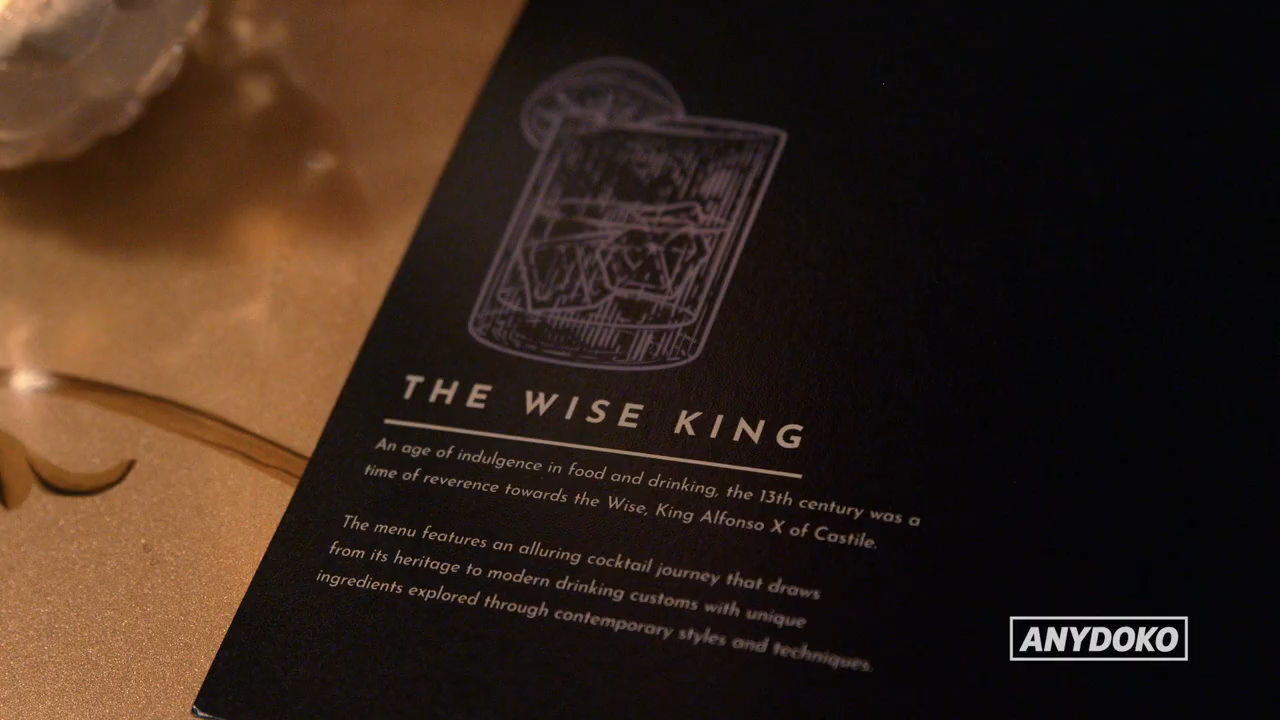 THE WISE KING
An age of indulgence in food and drinking, the 13th century was a
time of reverence towards the Wise, King Alfonso X of Castile.
The menu features an alluring cocktail journey that draws
from its heritage to modern drinking customs with unique
ingredients explored through contemporary styles and techniques.
ANYDOKO